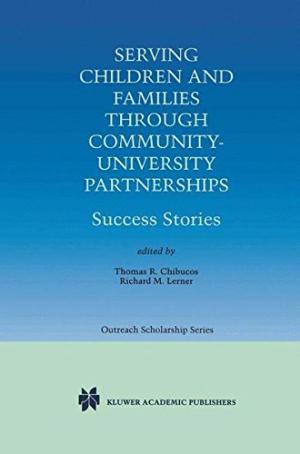 SERVING
CHILDREN AND
FAMILIES
THROUGH
COMMUNITY-
UNIVERSITY
PARTNERSHIPS
Success Stories
edited by
Thomas R. Chibucos
Richard M. Lerner
Outreach Scholarship Series
KLUWER ACADEMIC PUBLISHERS